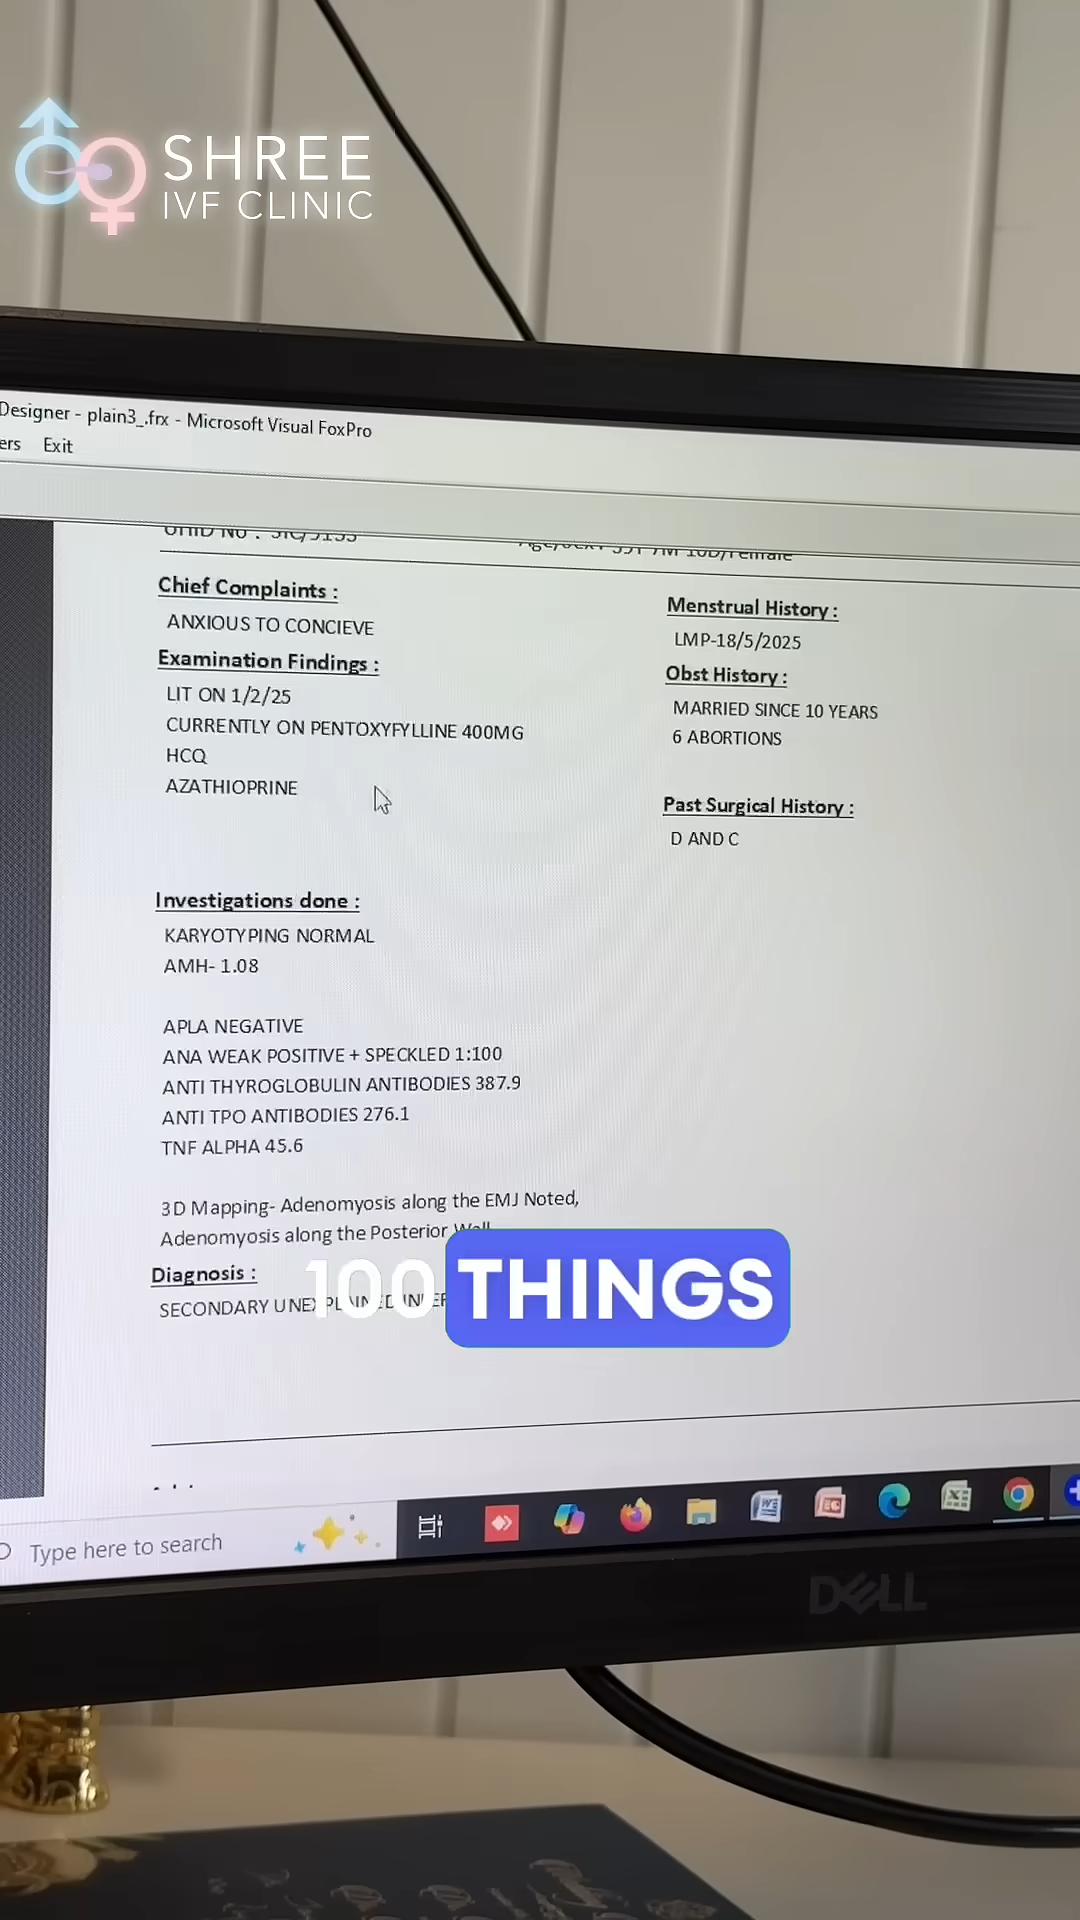 SHREE
IVF CLINIC
Designer - plain3_.frx - Microsoft Visual FoxPro
ers Exit
Chief Complaints :
ANXIOUS TO CONCIEVE
Examination Findings :
LIT ON 1/2/25
CURRENTLY ON PENTOXYFYLLINE 400MG
HCQ
AZATHIOPRINE
Menstrual History :
LMP-18/5/2025
Obst History :
MARRIED SINCE 10 YEARS
6 ABORTIONS
Past Surgical History :
D AND C
Investigations done :
KARYOTYPING NORMAL
AMH- 1.08
APLA NEGATIVE
ANA WEAK POSITIVE + SPECKLED 1:100
ANTI THYROGLOBULIN ANTIBODIES 387.9
ANTI TPO ANTIBODIES 276.1
TNF ALPHA 45.6
3D Mapping- Adenomyosis along the EMJ Noted,
Adenomyosis along the Posterior Wall
Diagnosis :
SECONDARY UNEXPLAINED
100 THINGS
Type here to search
DELL